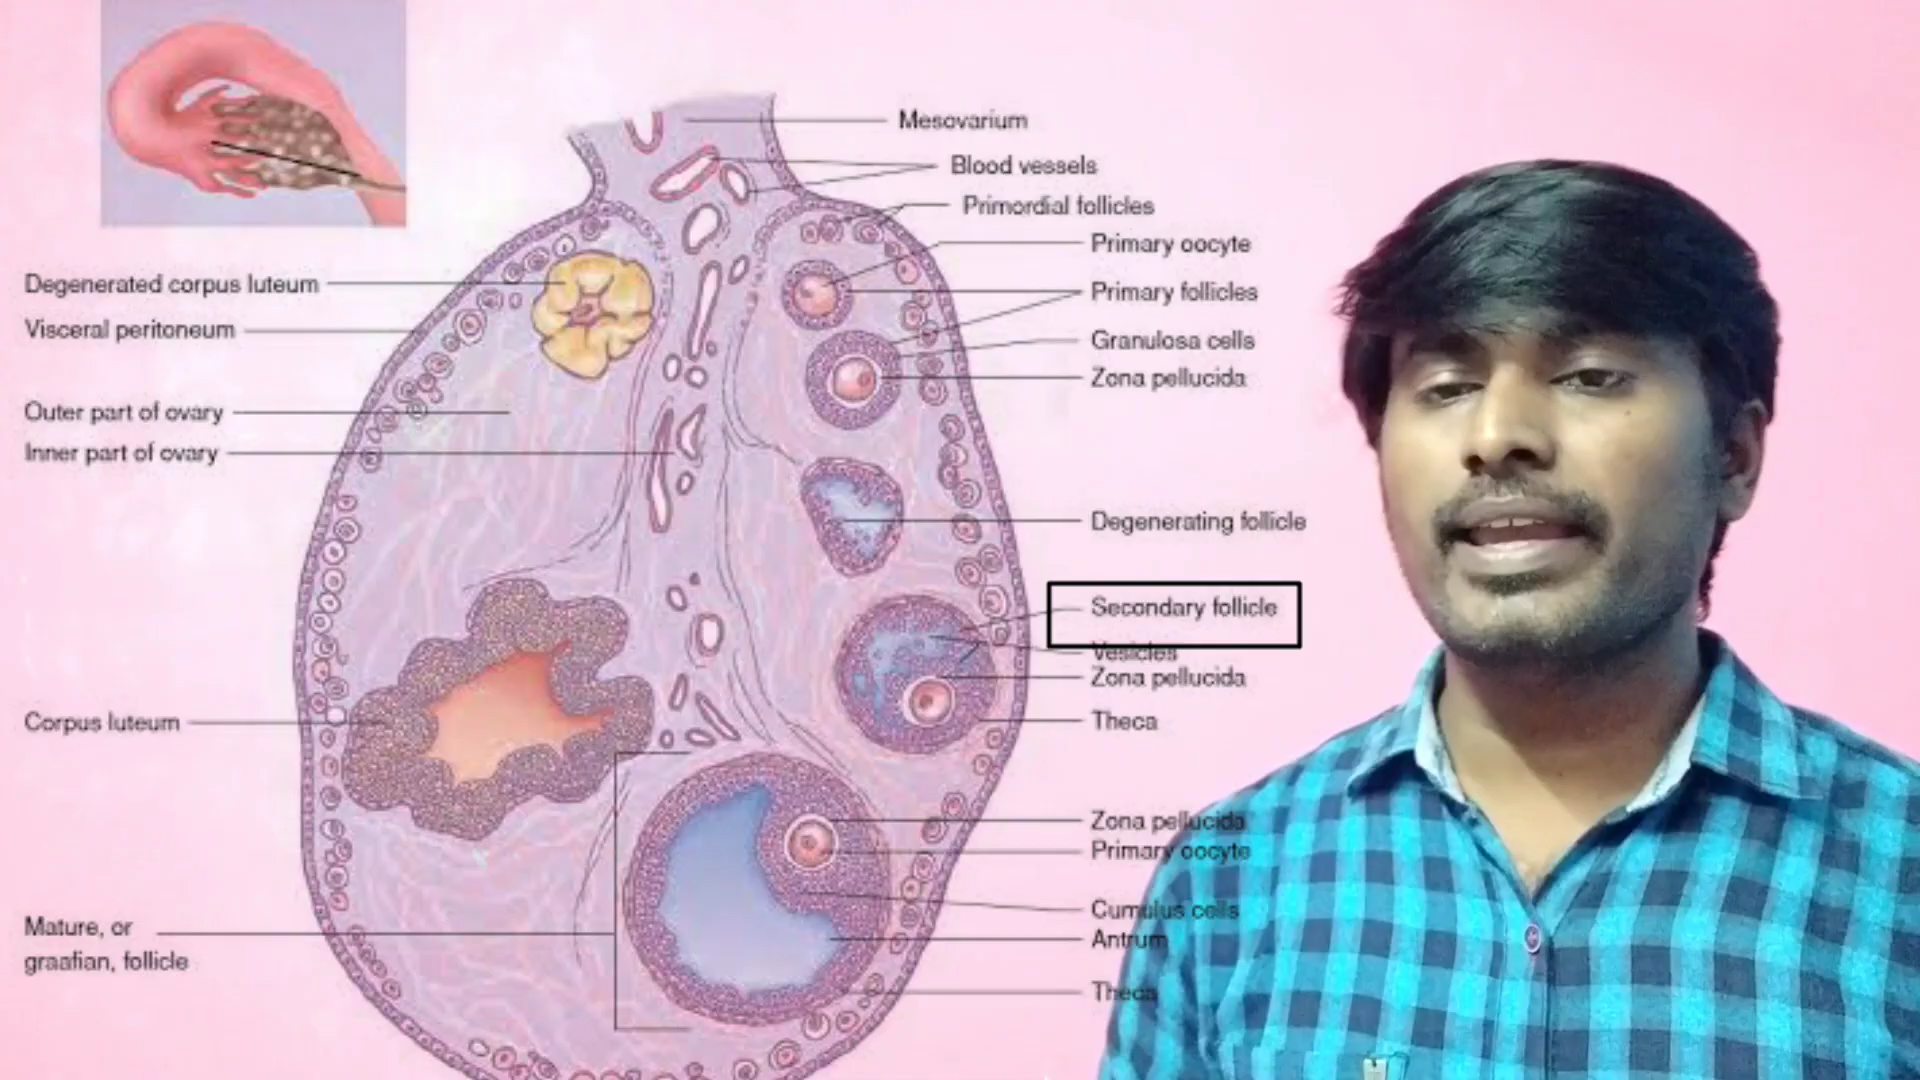 Mesovarium
Blood vessels
Primordial follicles
Primary oocyte
Primary follicles
Granulosa cells
Zona pellucida
Degenerating follicle
Secondary follicle
Vesicles
Zona pellucida
Theca
Zona pellucida
Primary oocyte
Cumulus cells
Antrum
Theca
Degenerated corpus luteum
Visceral peritoneum
Outer part of ovary
Inner part of ovary
Corpus luteum
Mature, or
graafian, follicle